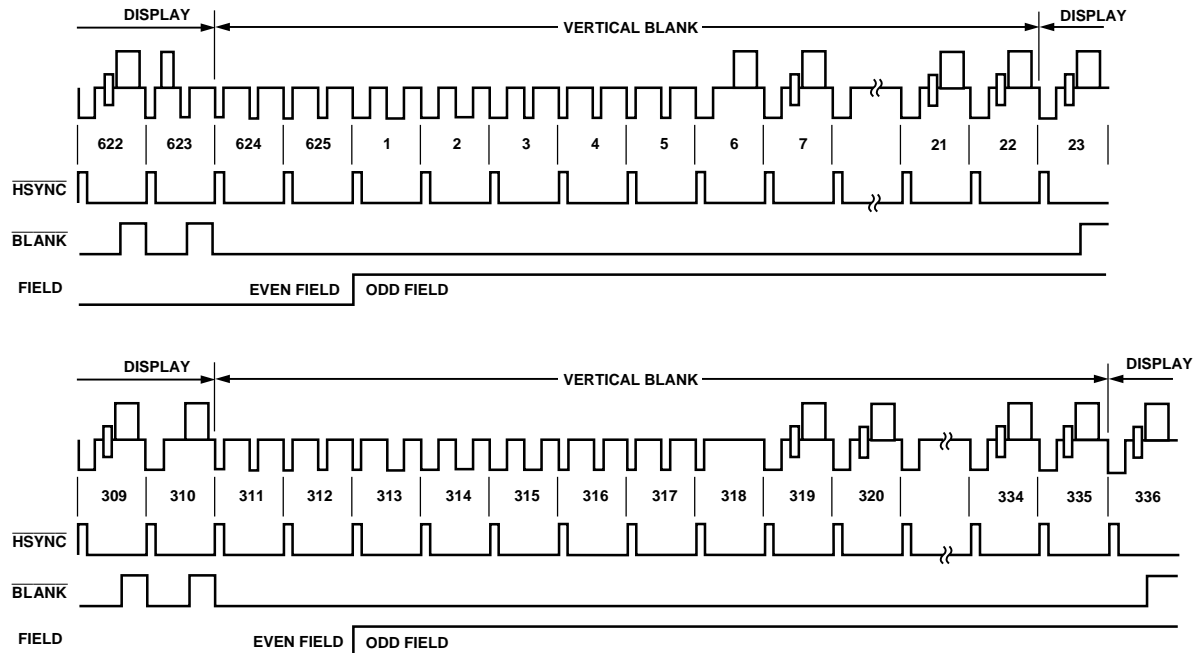 DISPLAY VERTICAL BLANK DISPLAY
622 623 624 625 1 2 3 4 5 6 7 21 22 23
HSYNC
BLANK
FIELD EVEN FIELD ODD FIELD
DISPLAY VERTICAL BLANK DISPLAY
309 310 311 312 313 314 315 316 317 318 319 320 334 335 336
HSYNC
BLANK
FIELD EVEN FIELD ODD FIELD